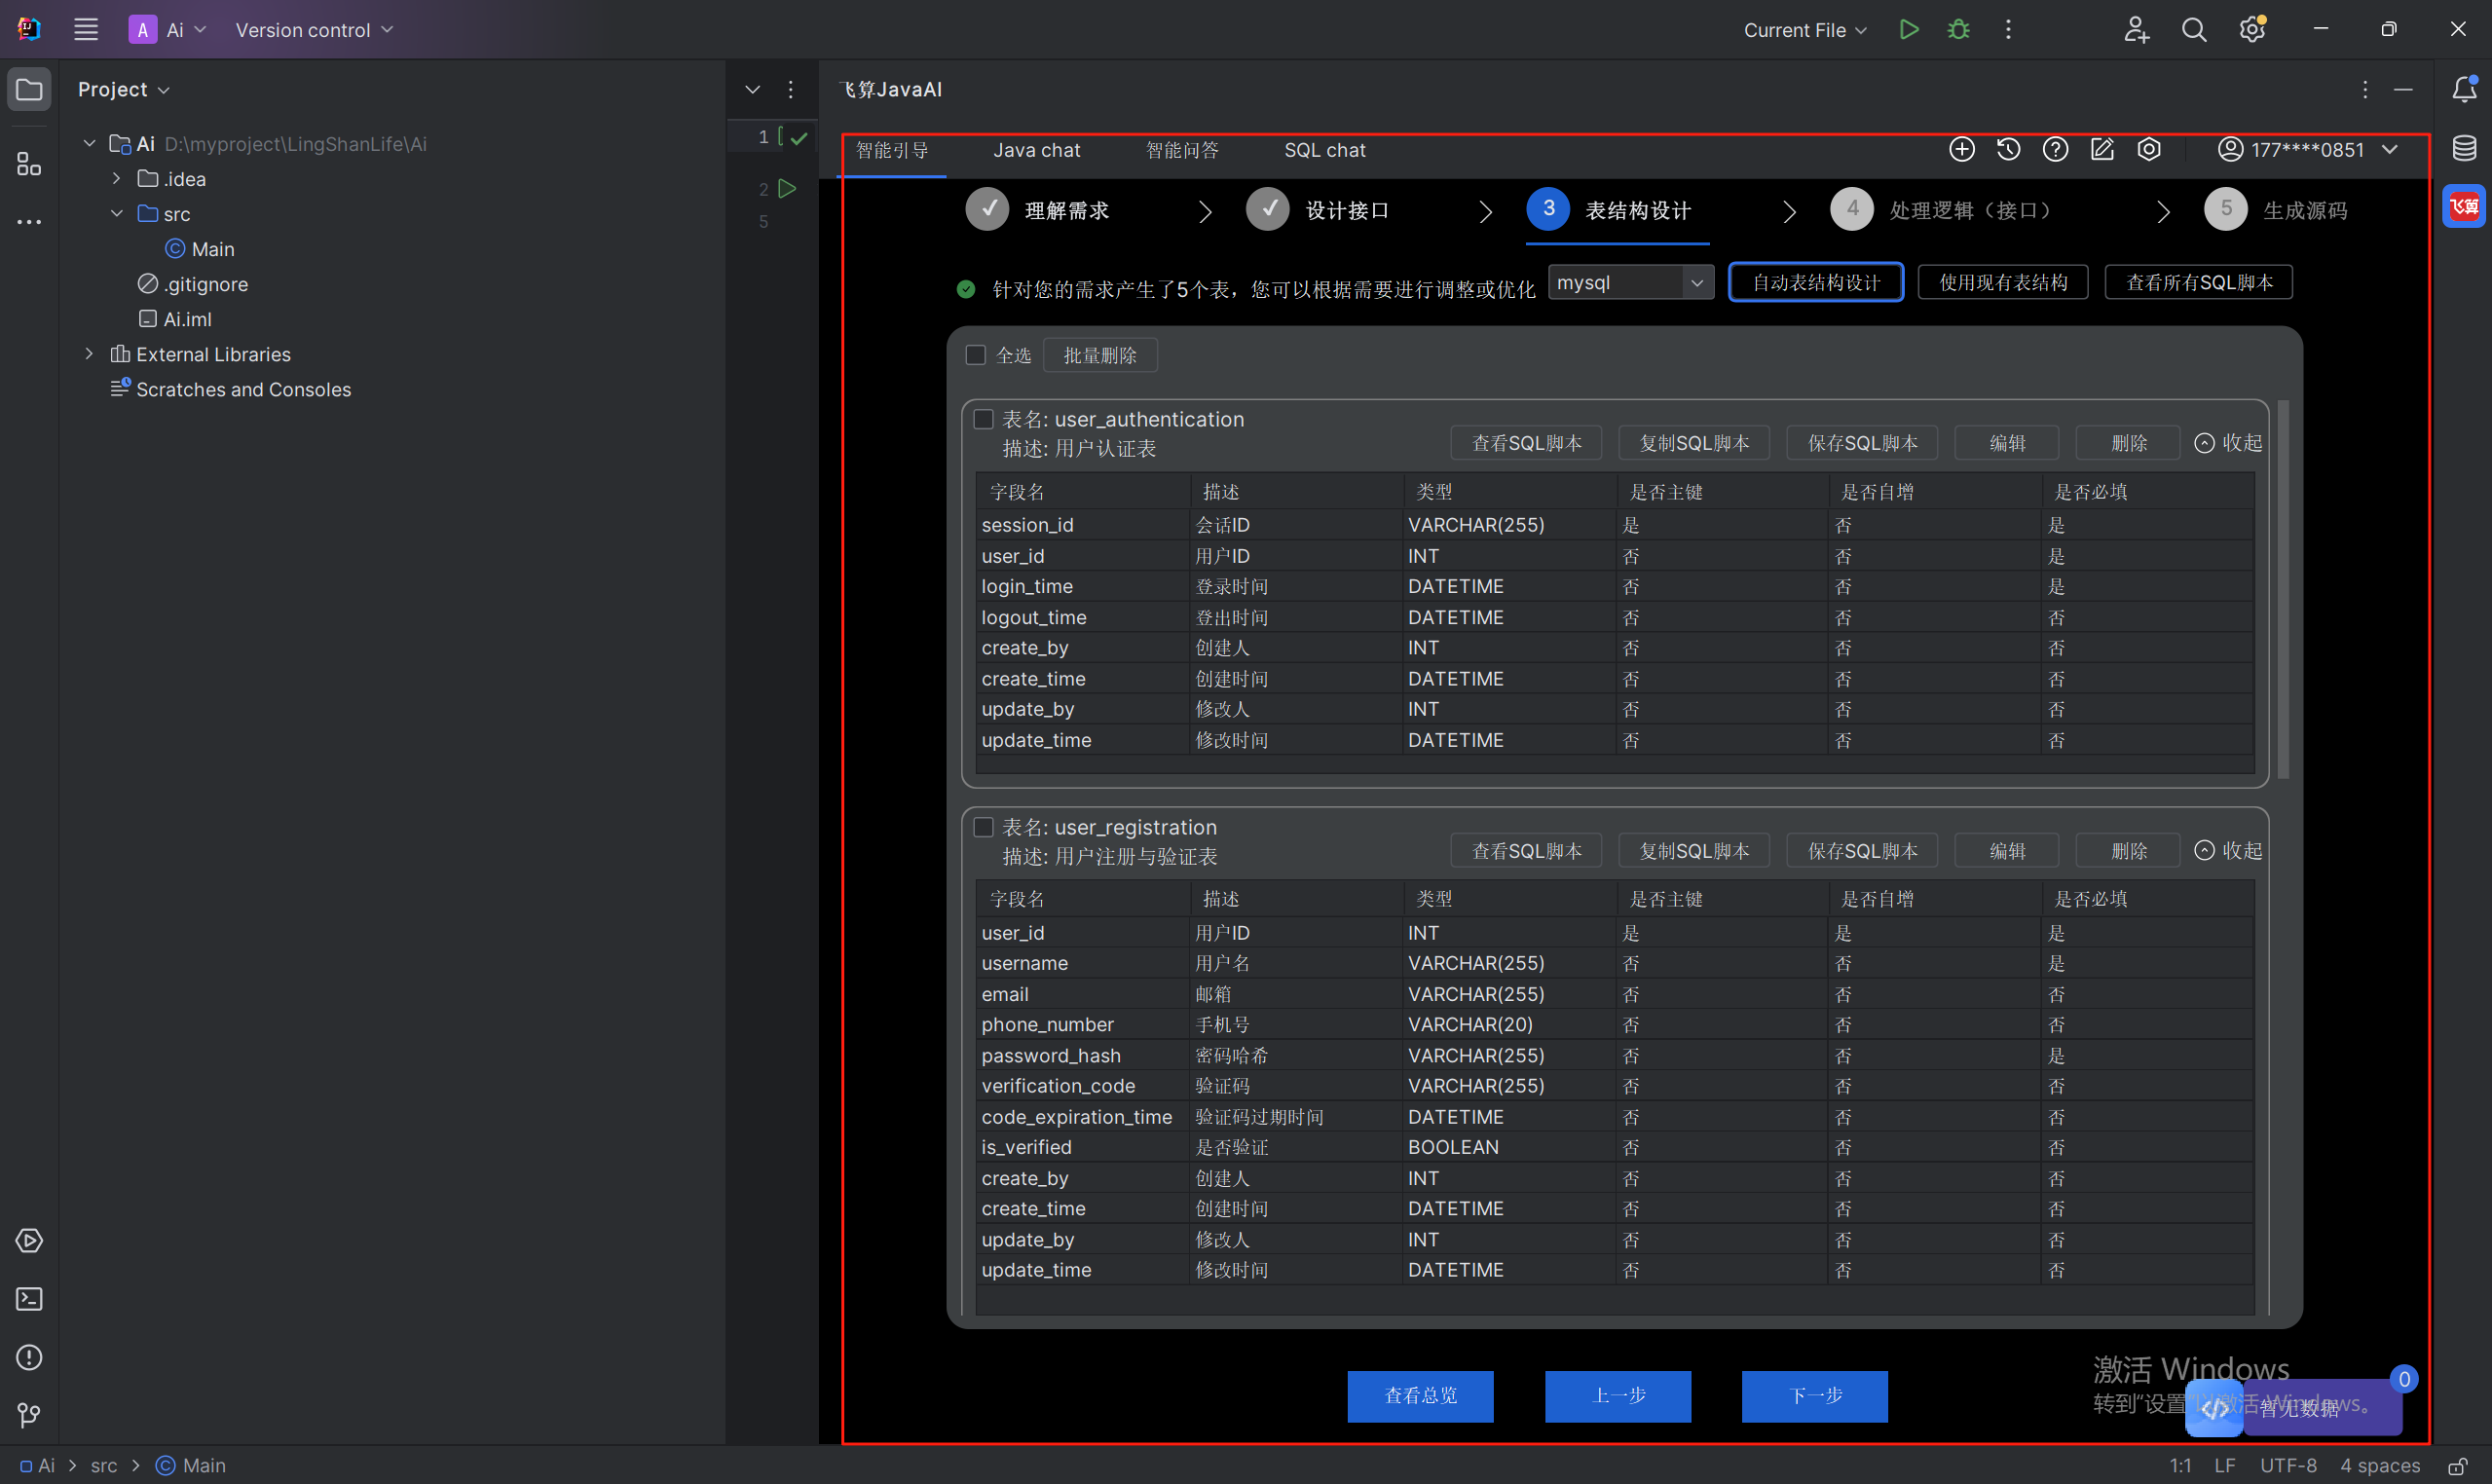 A Ai Version control Current File
Project
Ai D:\myproject\LingShanLife\Ai
.idea
src
Main
.gitignore
Ai.iml
External Libraries
Scratches and Consoles
1
2
5
飞算JavaAI
智能引导 Java chat 智能问答 SQL chat 177****0851
飞算
理解需求 设计接口 3 表结构设计 4 处理逻辑（接口） 5 生成源码
针对您的需求产生了5个表，您可以根据需要进行调整或优化 mysql 自动表结构设计 使用现有表结构 查看所有SQL脚本
全选 批量删除
表名: user_authentication
描述: 用户认证表
查看SQL脚本 复制SQL脚本 保存SQL脚本 编辑 删除 收起
字段名 描述 类型 是否主键 是否自增 是否必填
session_id 会话ID VARCHAR(255) 是 否 是
user_id 用户ID INT 否 否 是
login_time 登录时间 DATETIME 否 否 是
logout_time 登出时间 DATETIME 否 否 否
create_by 创建人 INT 否 否 否
create_time 创建时间 DATETIME 否 否 否
update_by 修改人 INT 否 否 否
update_time 修改时间 DATETIME 否 否 否
表名: user_registration
描述: 用户注册与验证表
查看SQL脚本 复制SQL脚本 保存SQL脚本 编辑 删除 收起
字段名 描述 类型 是否主键 是否自增 是否必填
user_id 用户ID INT 是 是 是
username 用户名 VARCHAR(255) 否 否 是
email 邮箱 VARCHAR(255) 否 否 否
phone_number 手机号 VARCHAR(20) 否 否 否
password_hash 密码哈希 VARCHAR(255) 否 否 是
verification_code 验证码 VARCHAR(255) 否 否 否
code_expiration_time 验证码过期时间 DATETIME 否 否 否
is_verified 是否验证 BOOLEAN 否 否 否
create_by 创建人 INT 否 否 否
create_time 创建时间 DATETIME 否 否 否
update_by 修改人 INT 否 否 否
update_time 修改时间 DATETIME 否 否 否
查看总览 上一步 下一步
激活 Windows
转到“设置”以激活 Windows。
暂无数据
0
Ai src Main 1:1 LF UTF-8 4 spaces